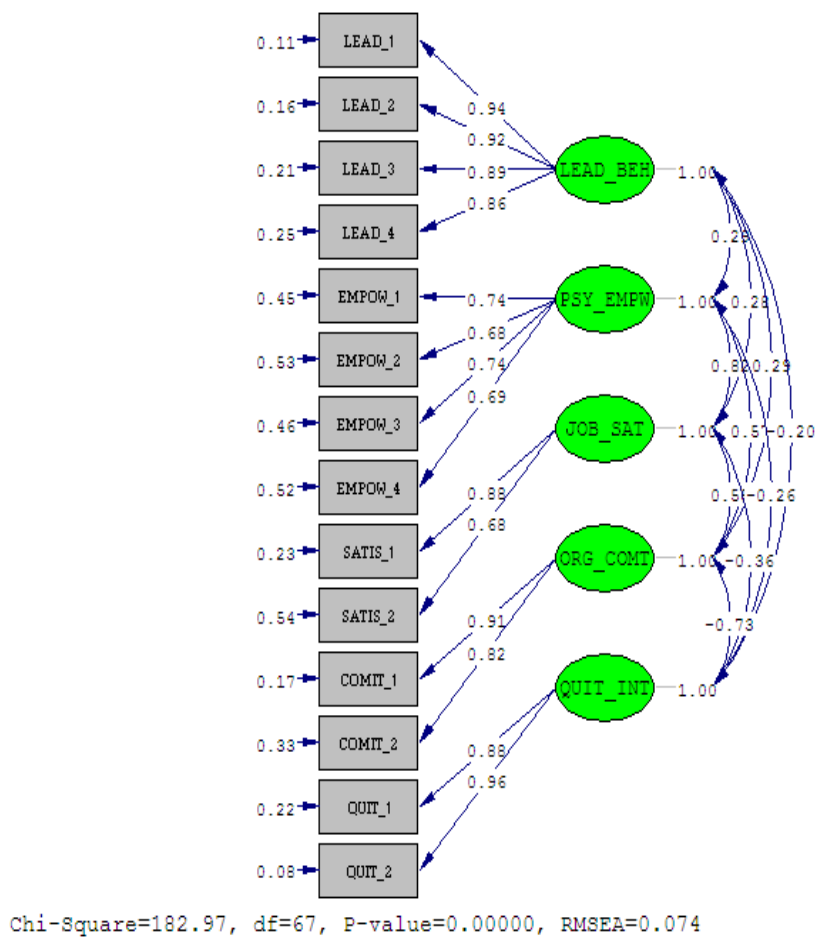 0.11 LEAD_1
0.94
0.16 LEAD_2
0.92
0.21 LEAD_3
0.89
LEAD_BEH 1.00
0.86
0.25 LEAD_4
0.45 EMPOW_1
0.74
PSY_EMPW 1.00 0.28
0.68
0.53 EMPOW_2
0.74
0.82 0.29
0.69
0.46 EMPOW_3
JOB_SAT 1.00 -0.20
0.52 EMPOW_4
0.88
-0.26
0.68
0.23 SATIS_1
ORG_COMT 1.00 -0.36
0.54 SATIS_2
0.91
-0.73
0.82
0.17 COMIT_1
QUIT_INT 1.00
0.33 COMIT_2
0.88
0.96
0.22 QUIT_1
0.08 QUIT_2
Chi-Square=182.97, df=67, P-value=0.00000, RMSEA=0.074